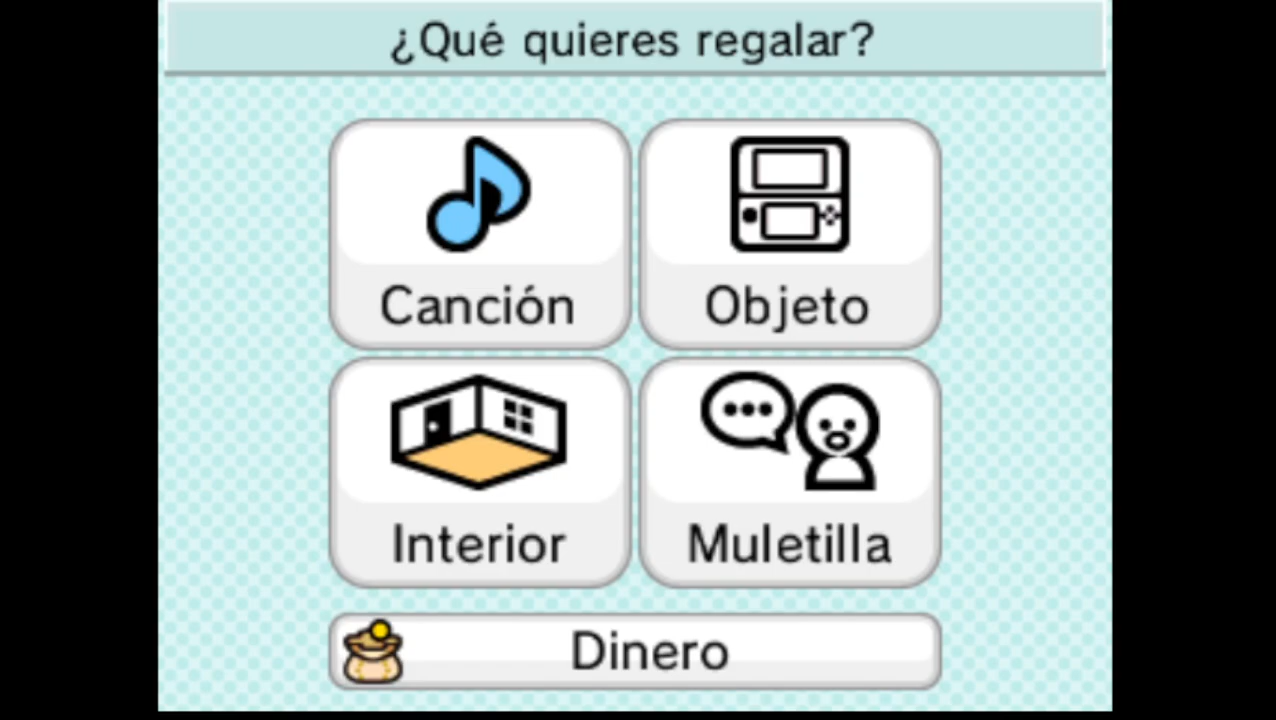 ¿Qué quieres regalar?
Canción
Objeto
Interior
Muletilla
Dinero